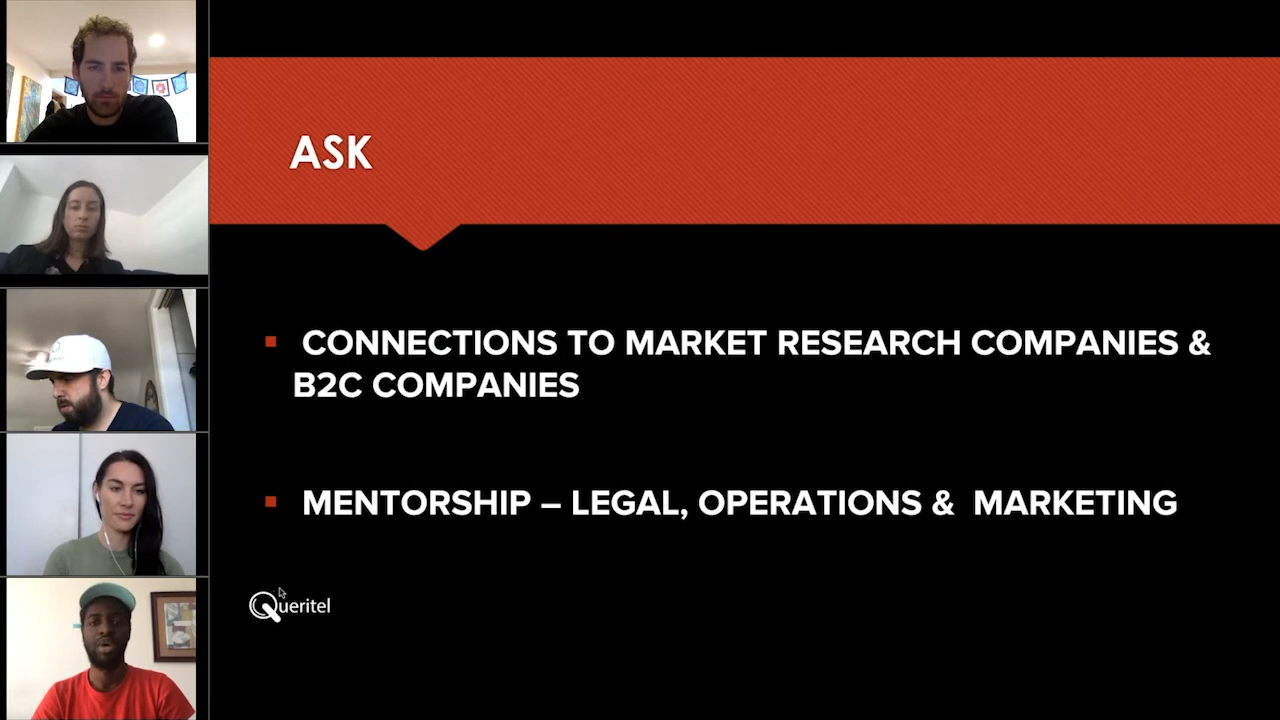 ASK
CONNECTIONS TO MARKET RESEARCH COMPANIES &
B2C COMPANIES
MENTORSHIP – LEGAL, OPERATIONS & MARKETING
Queritel